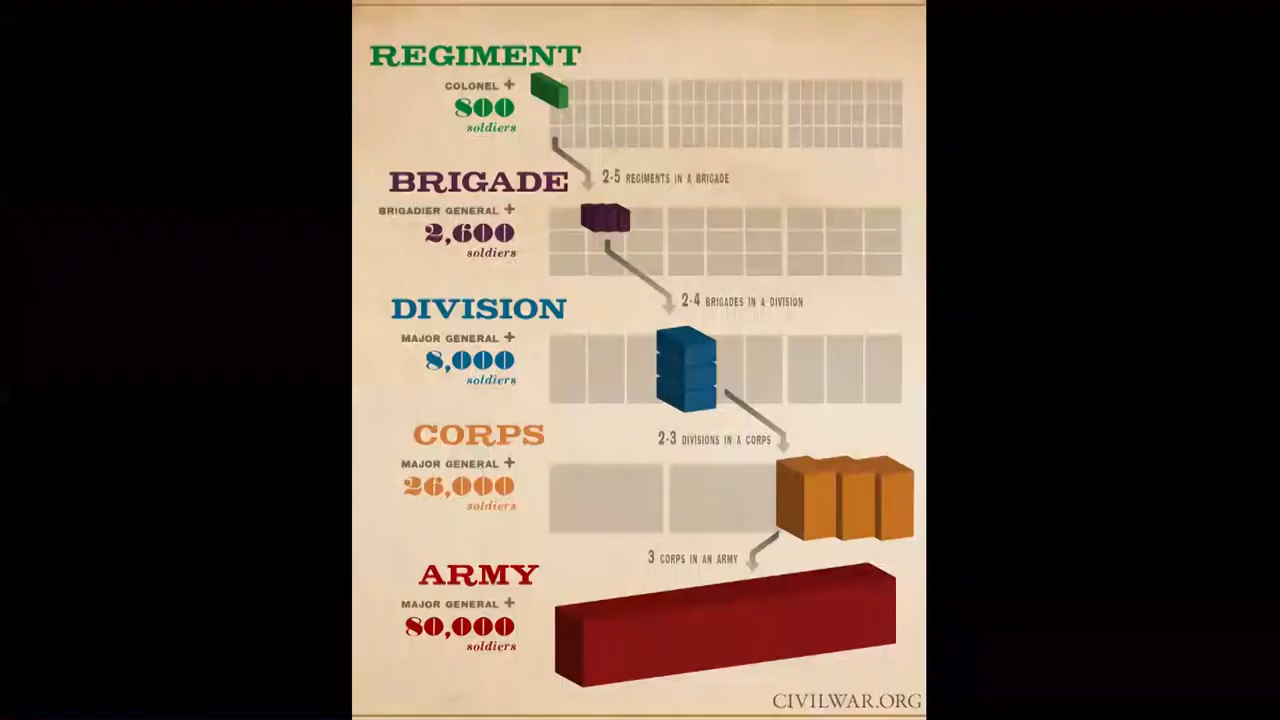 REGIMENT
COLONEL +
800
soldiers
2-5 REGIMENTS IN A BRIGADE
BRIGADE
BRIGADIER GENERAL +
2,600
soldiers
2-4 BRIGADES IN A DIVISION
DIVISION
MAJOR GENERAL +
8,000
soldiers
2-3 DIVISIONS IN A CORPS
CORPS
MAJOR GENERAL +
26,000
soldiers
3 CORPS IN AN ARMY
ARMY
MAJOR GENERAL +
80,000
soldiers
CIVILWAR.ORG